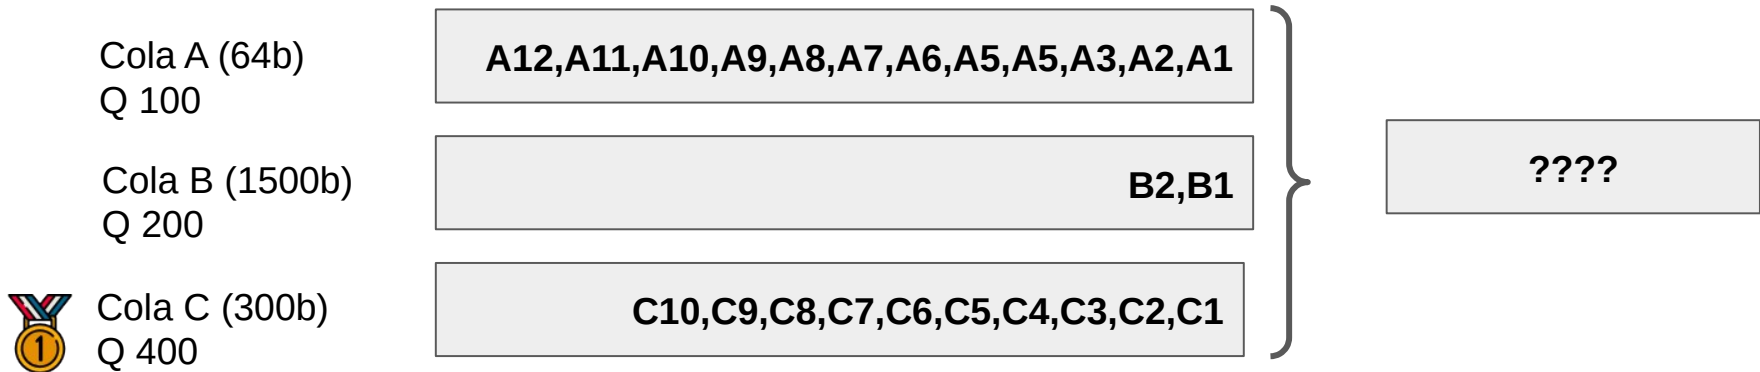 Cola A (64b)
Q 100
A12,A11,A10,A9,A8,A7,A6,A5,A5,A3,A2,A1
Cola B (1500b)
Q 200
B2,B1
????
1
Cola C (300b)
Q 400
C10,C9,C8,C7,C6,C5,C4,C3,C2,C1